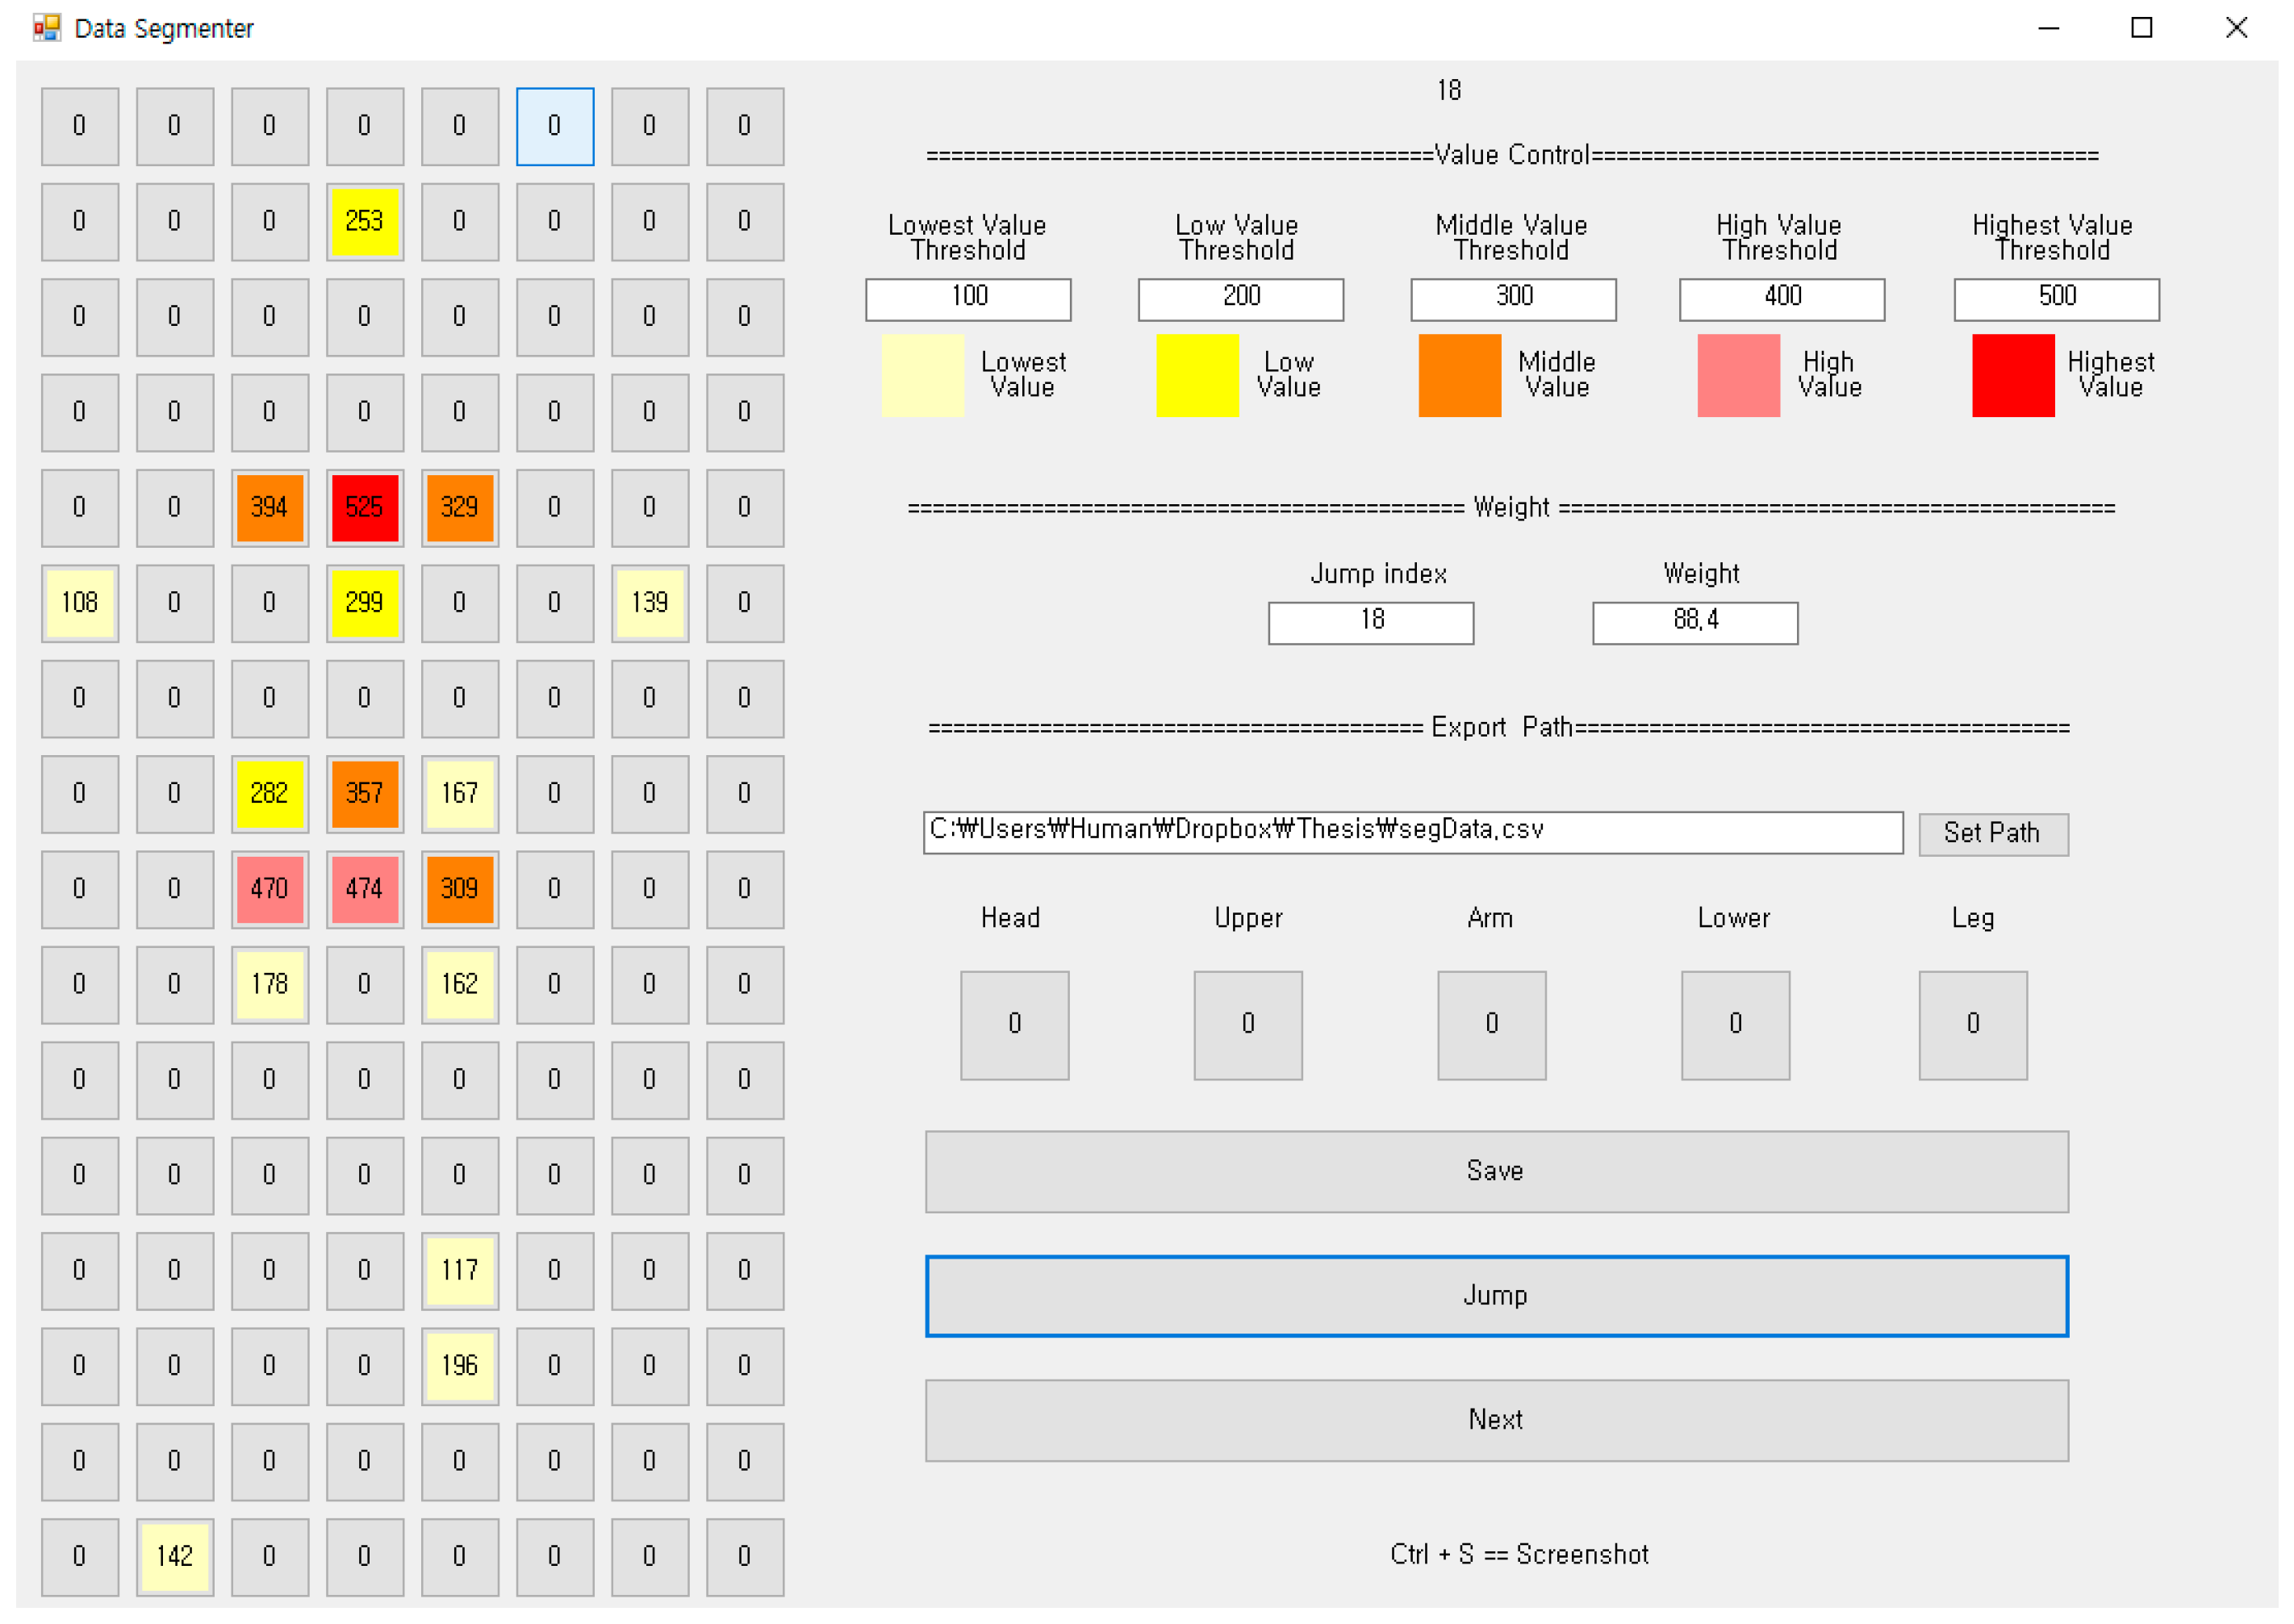 Data Segmenter
0 0 0 0 0 0 0 0
0 0 0 253 0 0 0 0
0 0 0 0 0 0 0 0
0 0 0 0 0 0 0 0
0 0 394 525 329 0 0 0
108 0 0 299 0 0 139 0
0 0 0 0 0 0 0 0
0 0 282 357 167 0 0 0
0 0 470 474 309 0 0 0
0 0 178 0 162 0 0 0
0 0 0 0 0 0 0 0
0 0 0 0 0 0 0 0
0 0 0 0 117 0 0 0
0 0 0 0 196 0 0 0
0 0 0 0 0 0 0 0
0 142 0 0 0 0 0 0
18
=====================================Value Control=====================================
Lowest Value Threshold
Low Value Threshold
Middle Value Threshold
High Value Threshold
Highest Value Threshold
100 200 300 400 500
Lowest Value
Low Value
Middle Value
High Value
Highest Value
========================================= Weight =========================================
Jump index Weight
18 88.4
==================================== Export Path====================================
C:₩Users₩Human₩Dropbox₩Thesis₩segData.csv Set Path
Head Upper Arm Lower Leg
0 0 0 0 0
Save
Jump
Next
Ctrl + S == Screenshot